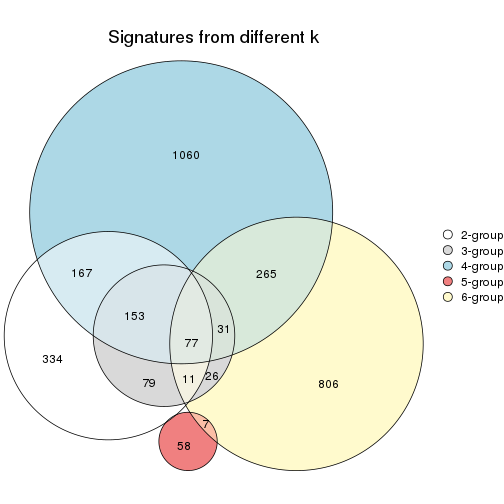 Signatures from different k
1060
167
265
153
31
77
334
79
11
26
806
7
58
2-group
3-group
4-group
5-group
6-group